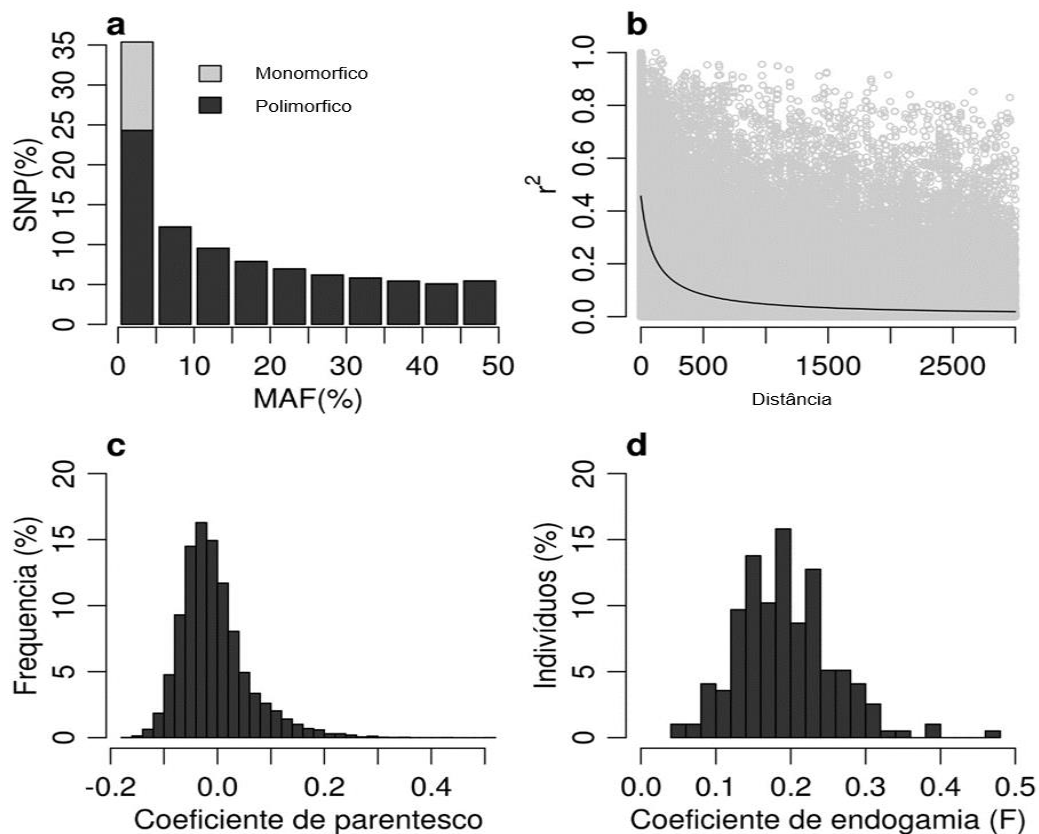 a
35
30
25
20
15
10
5
0
SNP(%)
Monomorfico
Polimorfico
0 10 20 30 40 50
MAF(%)
b
1.0
0.8
0.6
0.4
0.2
0.0
r²
0 500 1500 2500
Distância
c
20
15
10
5
0
Frequencia (%)
-0.2 0.0 0.2 0.4
Coeficiente de parentesco
d
20
15
10
5
0
Indivíduos (%)
0.0 0.1 0.2 0.3 0.4 0.5
Coeficiente de endogamia (F)